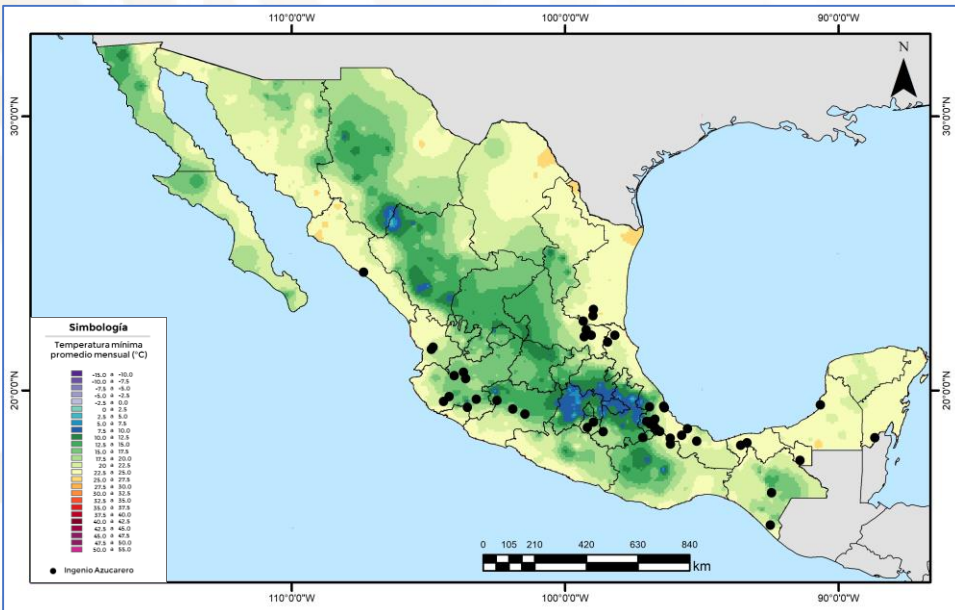 110°0'0"W 100°0'0"W 90°0'0"W
N
30°0'0"N 30°0'0"N
20°0'0"N 20°0'0"N
Simbología
Temperatura mínima
promedio mensual (°C)
-15.0 a -10.0
-10.0 a -7.5
-7.5 a -5.0
-5.0 a -2.5
-2.5 a 0.0
0 a 2.5
2.5 a 5.0
5.0 a 7.5
7.5 a 10.0
10.0 a 12.5
12.5 a 15.0
15.0 a 17.5
17.5 a 20.0
20 a 22.5
22.5 a 25.0
25.0 a 27.5
27.5 a 30.0
30.0 a 32.5
32.5 a 35.0
35.0 a 37.5
37.5 a 40.0
40.0 a 42.5
42.5 a 45.0
45.0 a 47.5
47.5 a 50.0
50.0 a 55.0
Ingenio Azucarero
0 105 210 420 630 840
km
110°0'0"W 100°0'0"W 90°0'0"W